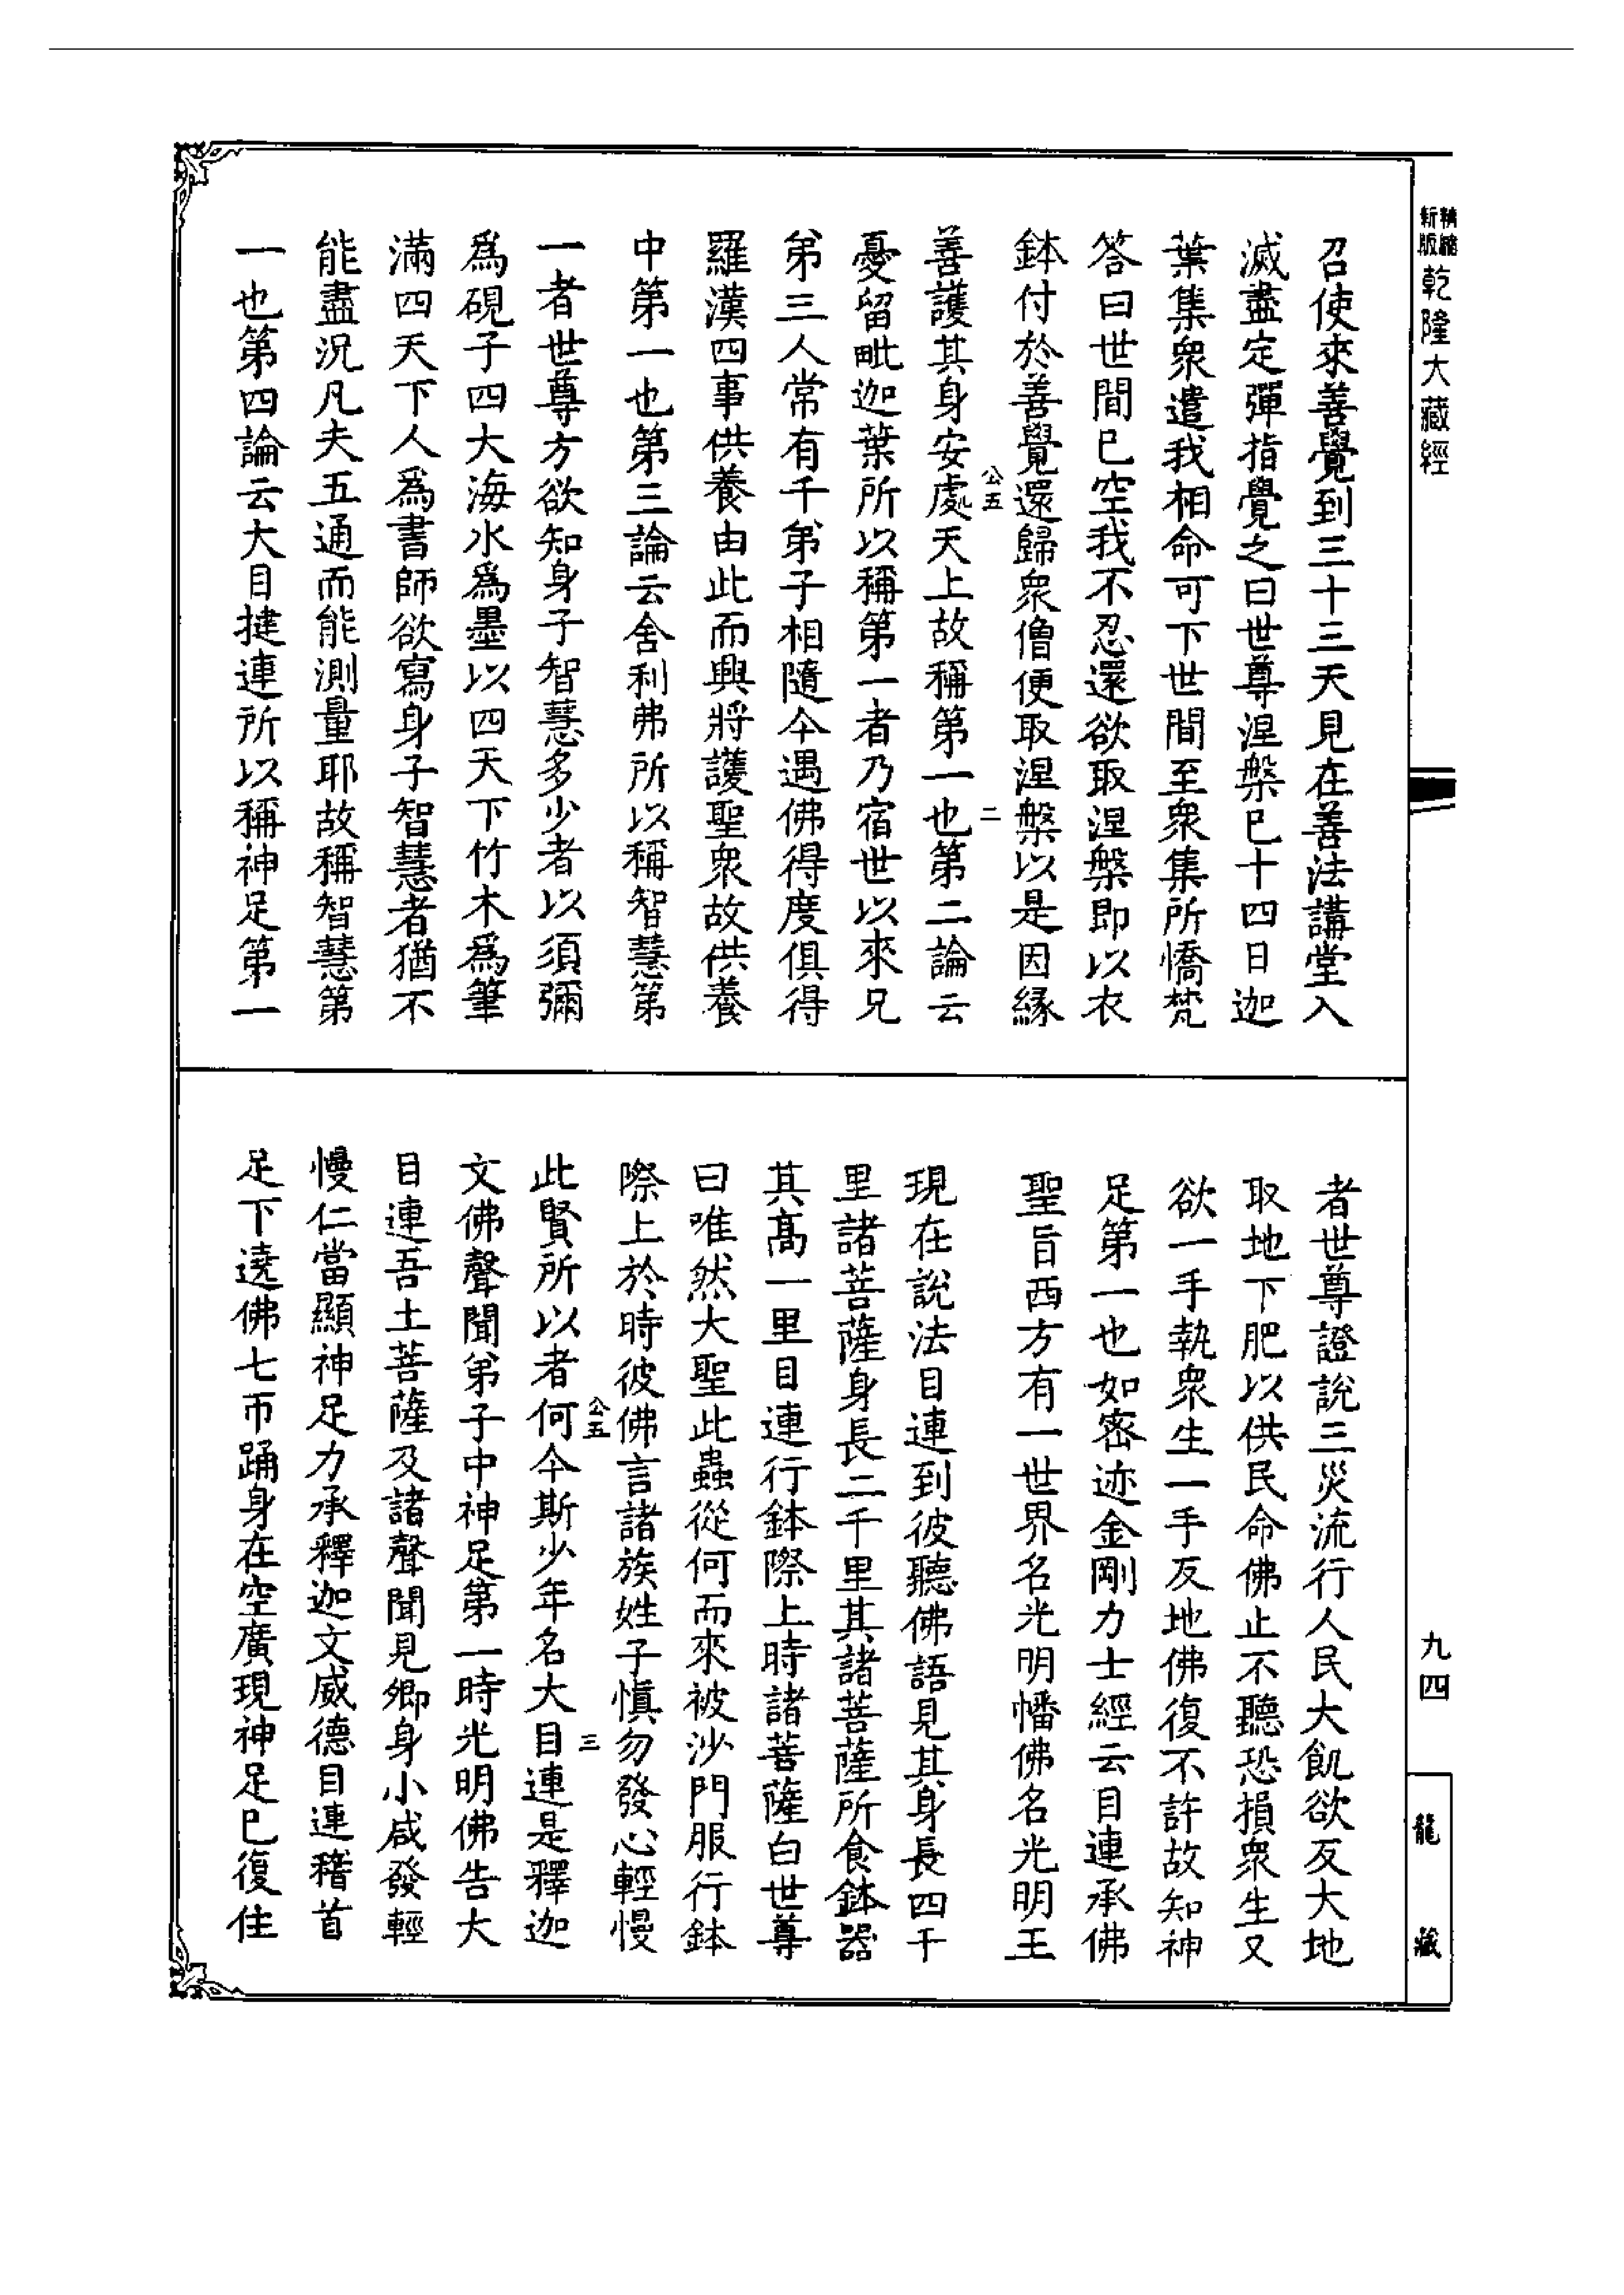 精縮
新版
乾隆大藏經
召使來善覺到三十三天見在善法講堂入
滅盡定彈指覺之曰世尊涅槃已十四日迦
葉集衆遣我相命可下世間至衆集所憍梵
答曰世間已空我不忍還欲取涅槃即以衣
鉢付於善覺還歸衆僧便取涅槃以是因緣
公五
二
善護其身安處天上故稱第一也第二論云
憂留毗迦葉所以稱第一者乃宿世以來兄
弟三人常有千弟子相隨今遇佛得度俱得
羅漢四事供養由此而興將護聖衆故供養
中第一也第三論云舍利弗所以稱智慧第
一者世尊方欲知身子智慧多少者以須彌
爲硯子四大海水爲墨以四天下竹木爲筆
滿四天下人爲書師欲寫身子智慧者猶不
能盡況凡夫五通而能測量耶故稱智慧第
一也第四論云大目揵連所以稱神足第一
者世尊證說三災流行人民大飢欲反大地
取地下肥以供民命佛止不聽恐損衆生又
欲一手執衆生一手反地佛復不許故知神
足第一也如密迹金剛力士經云目連承佛
聖旨西方有一世界名光明幡佛名光明王
現在說法目連到彼聽佛語見其身長四千
里諸菩薩身長二千里其諸菩薩所食鉢器
其髙一里目連行鉢際上時諸菩薩白世尊
曰唯然大聖此蟲從何而來被沙門服行鉢
際上於時彼佛言諸族姓子慎勿發心輕慢
公五
三
此賢所以者何今斯少年名大目連是釋迦
文佛聲聞弟子中神足第一時光明佛告大
目連吾土菩薩及諸聲聞見卿身小咸發輕
慢仁當顯神足力承釋迦文威德目連稽首
足下遶佛七帀踊身在空廣現神足已復住
九四
龍藏